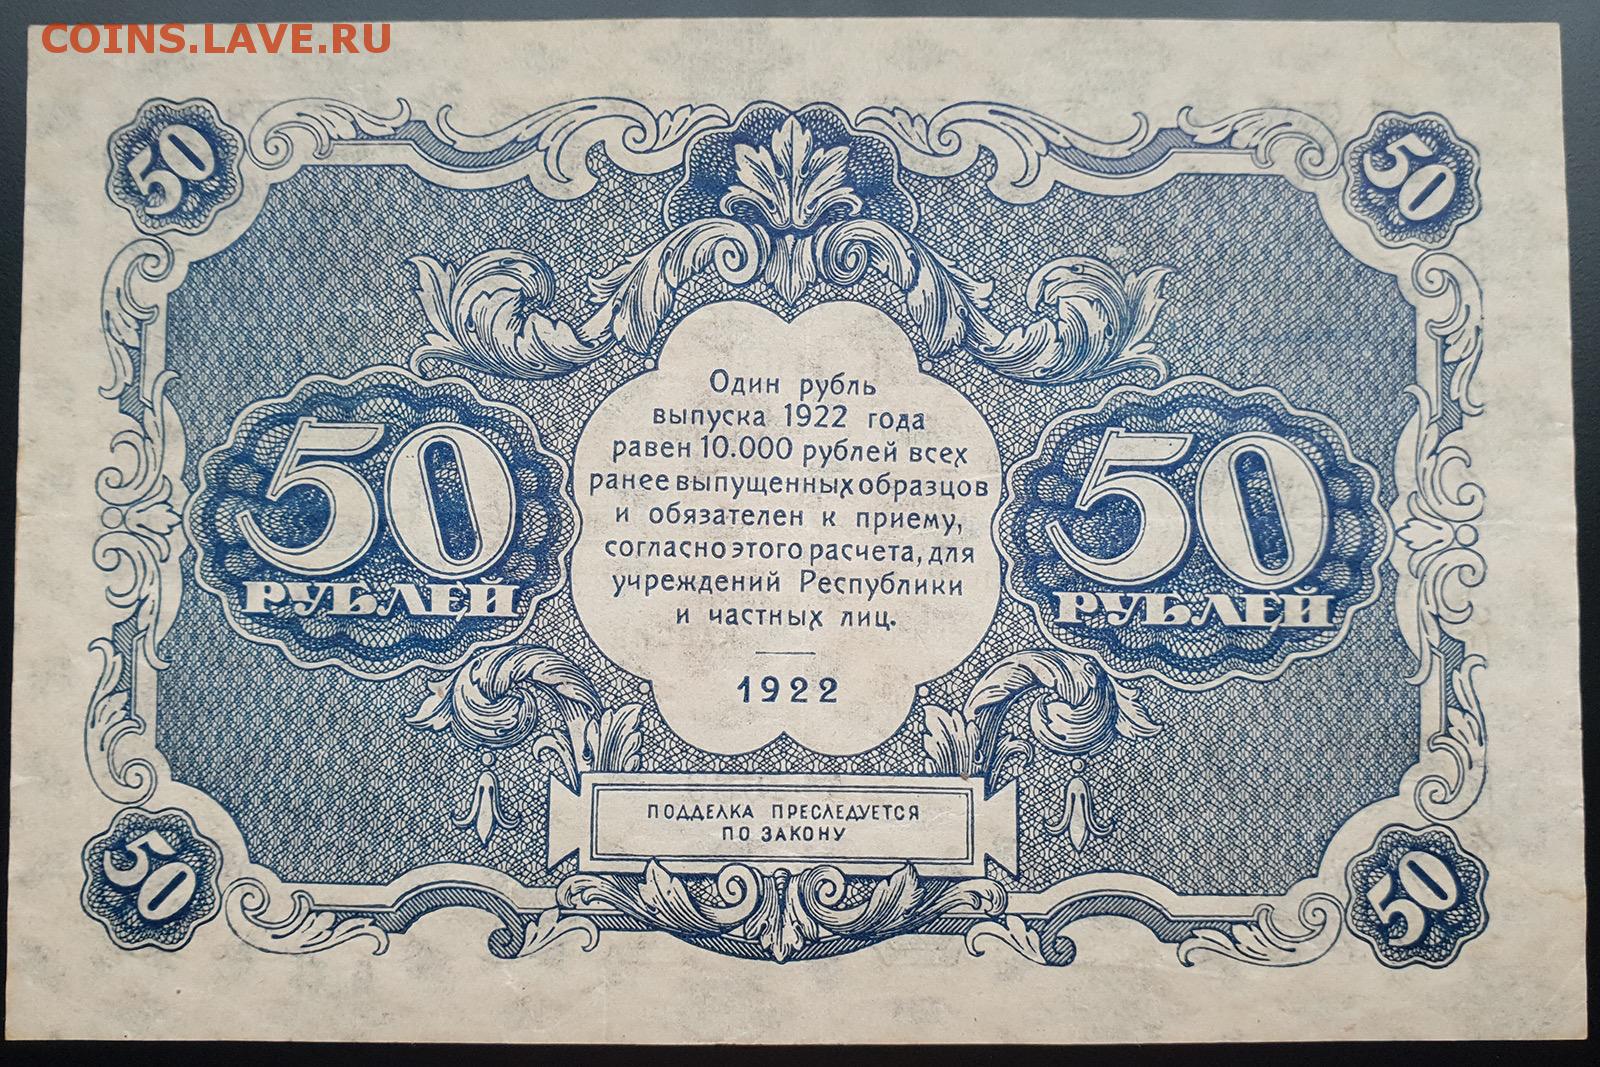 COINS.LAVE.RU
50
50
Один рубль
выпуска 1922 года
равен 10.000 рублей всех
ранее выпущенных образцов
и обязателен к приему,
согласно этого расчета, для
учреждений Республики
и частных лиц.
1922
50
РУБЛЕЙ
50
РУБЛЕЙ
ПОДДЕЛКА ПРЕСЛЕДУЕТСЯ
ПО ЗАКОНУ
50
50